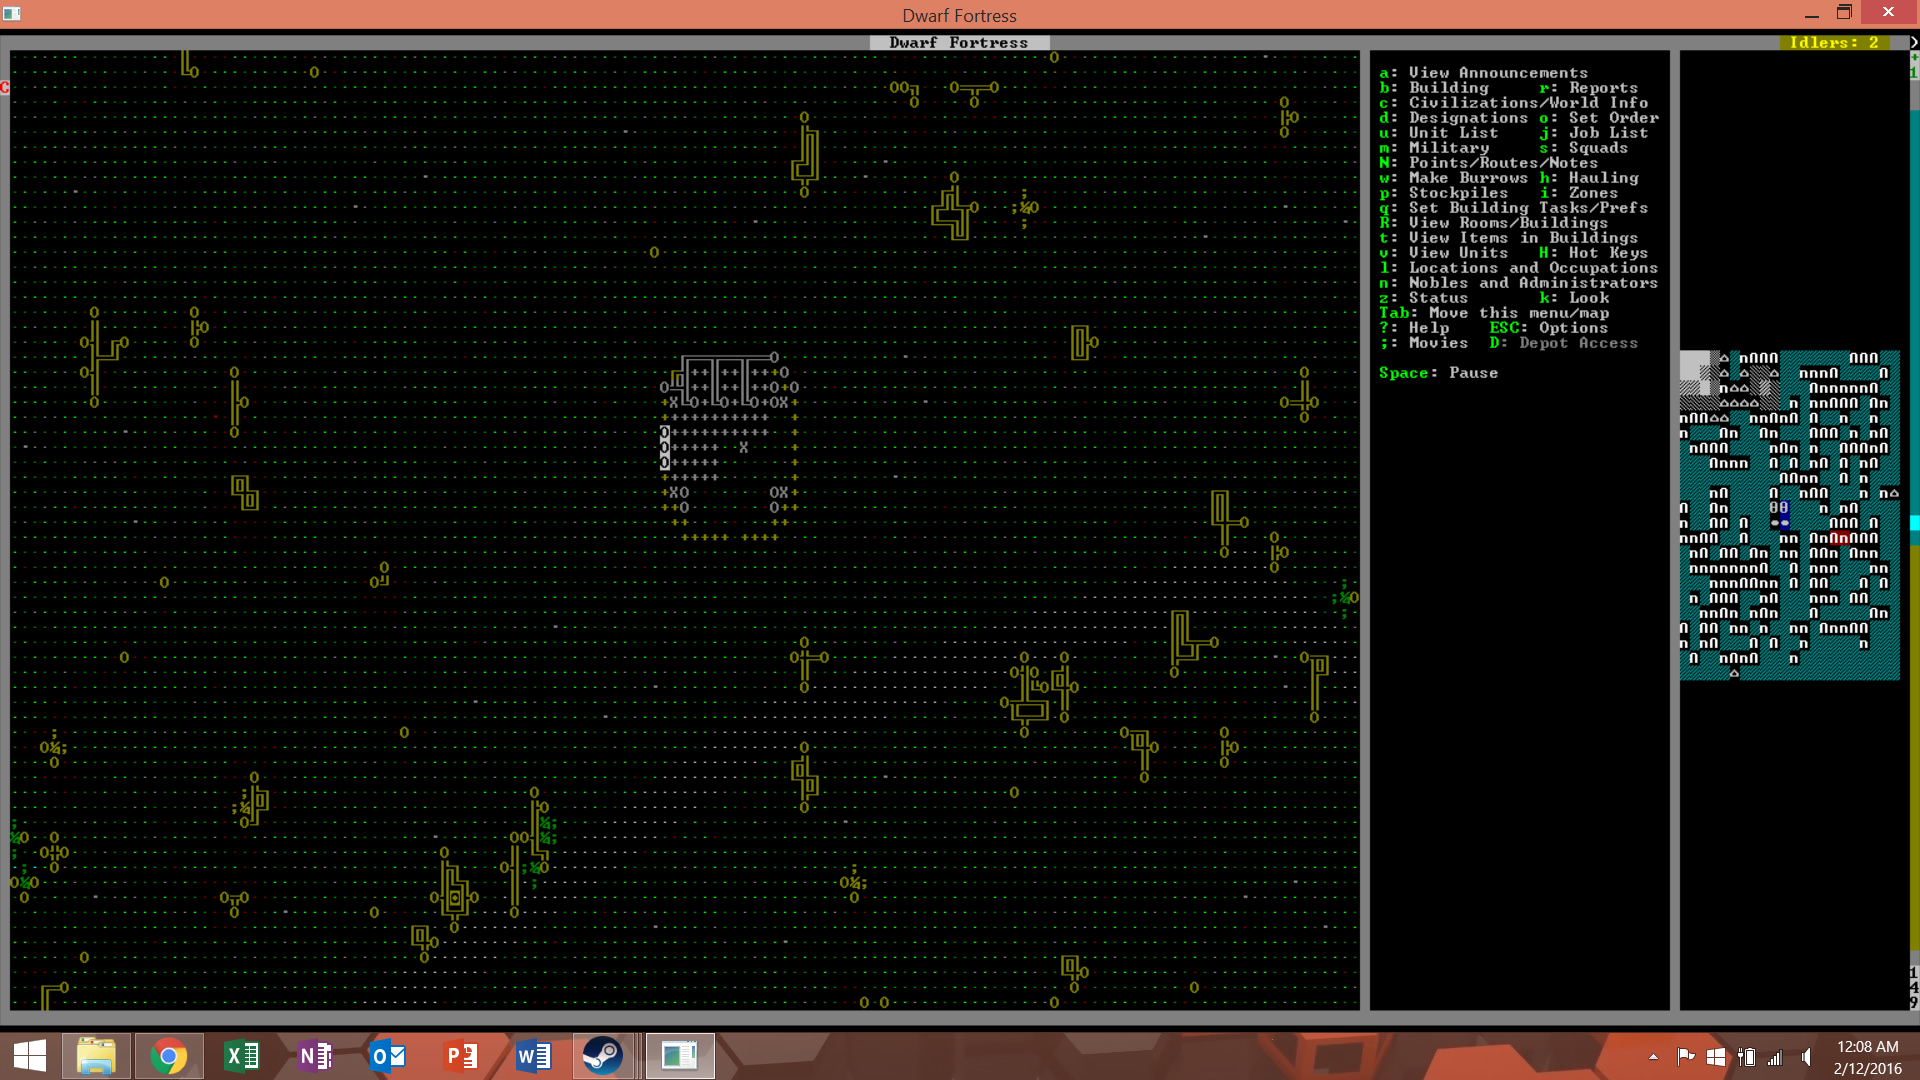 Dwarf Fortress
Dwarf Fortress
Idlers: 2
C
a: View Announcements
b: Building r: Reports
c: Civilizations/World Info
d: Designations o: Set Order
u: Unit List j: Job List
m: Military s: Squads
N: Points/Routes/Notes
w: Make Burrows h: Hauling
p: Stockpiles i: Zones
q: Set Building Tasks/Prefs
R: View Rooms/Buildings
t: View Items in Buildings
v: View Units H: Hot Keys
l: Locations and Occupations
n: Nobles and Administrators
z: Status k: Look
Tab: Move this menu/map
?: Help ESC: Options
;: Movies D: Depot Access
Space: Pause
+1
149
12:08 AM
2/12/2016